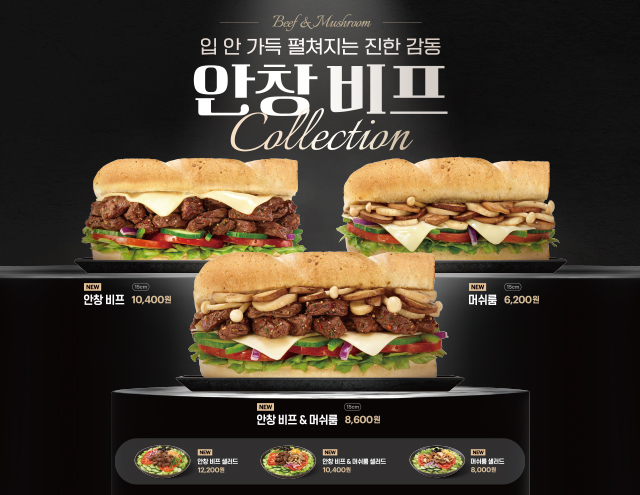 Beef & Mushroom
입 안 가득 펼쳐지는 진한 감동
안창 비프
Collection
NEW 15cm
안창 비프 10,400원
NEW 15cm
머쉬룸 6,200원
NEW 15cm
안창 비프 & 머쉬룸 8,600원
NEW
안창 비프 샐러드
12,200원
NEW
안창 비프 & 머쉬룸 샐러드
10,400원
NEW
머쉬룸 샐러드
8,000원